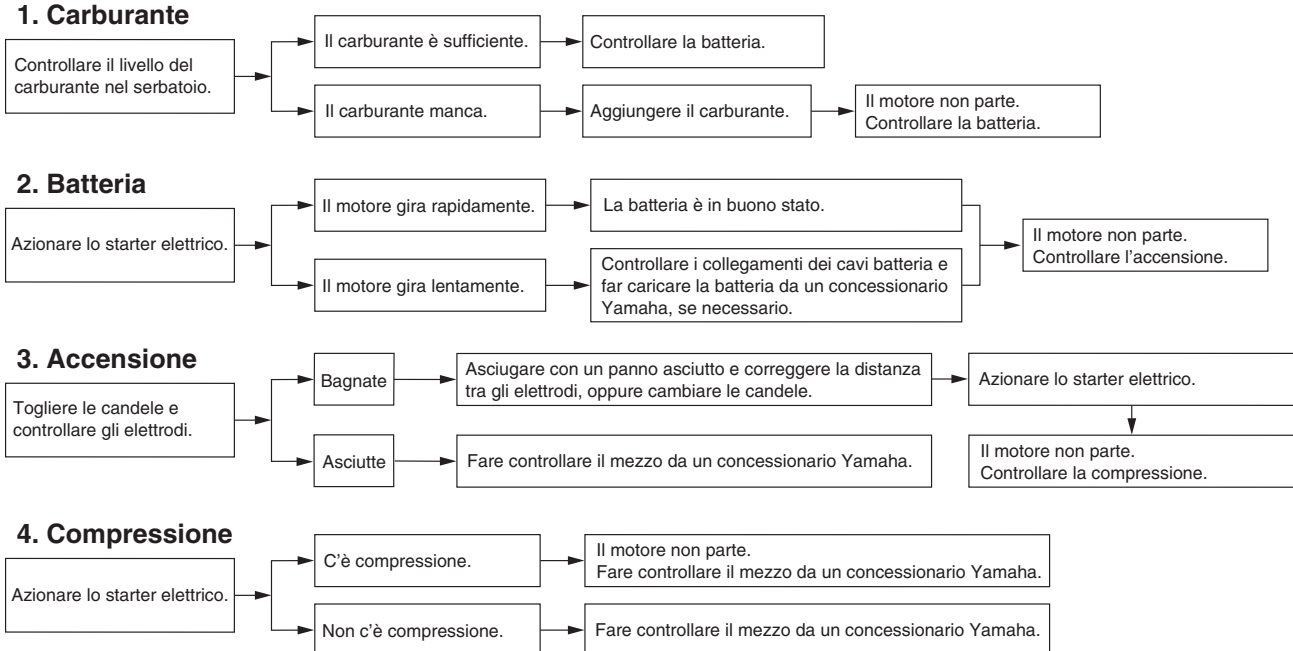 1. Carburante
Controllare il livello del
carburante nel serbatoio.
Il carburante è sufficiente.
Controllare la batteria.
Il carburante manca.
Aggiungere il carburante.
Il motore non parte.
Controllare la batteria.
2. Batteria
Azionare lo starter elettrico.
Il motore gira rapidamente.
La batteria è in buono stato.
Il motore gira lentamente.
Controllare i collegamenti dei cavi batteria e
far caricare la batteria da un concessionario
Yamaha, se necessario.
Il motore non parte.
Controllare l’accensione.
3. Accensione
Togliere le candele e
controllare gli elettrodi.
Bagnate
Asciugare con un panno asciutto e correggere la distanza
tra gli elettrodi, oppure cambiare le candele.
Azionare lo starter elettrico.
Asciutte
Fare controllare il mezzo da un concessionario Yamaha.
Il motore non parte.
Controllare la compressione.
4. Compressione
Azionare lo starter elettrico.
C’è compressione.
Il motore non parte.
Fare controllare il mezzo da un concessionario Yamaha.
Non c’è compressione.
Fare controllare il mezzo da un concessionario Yamaha.